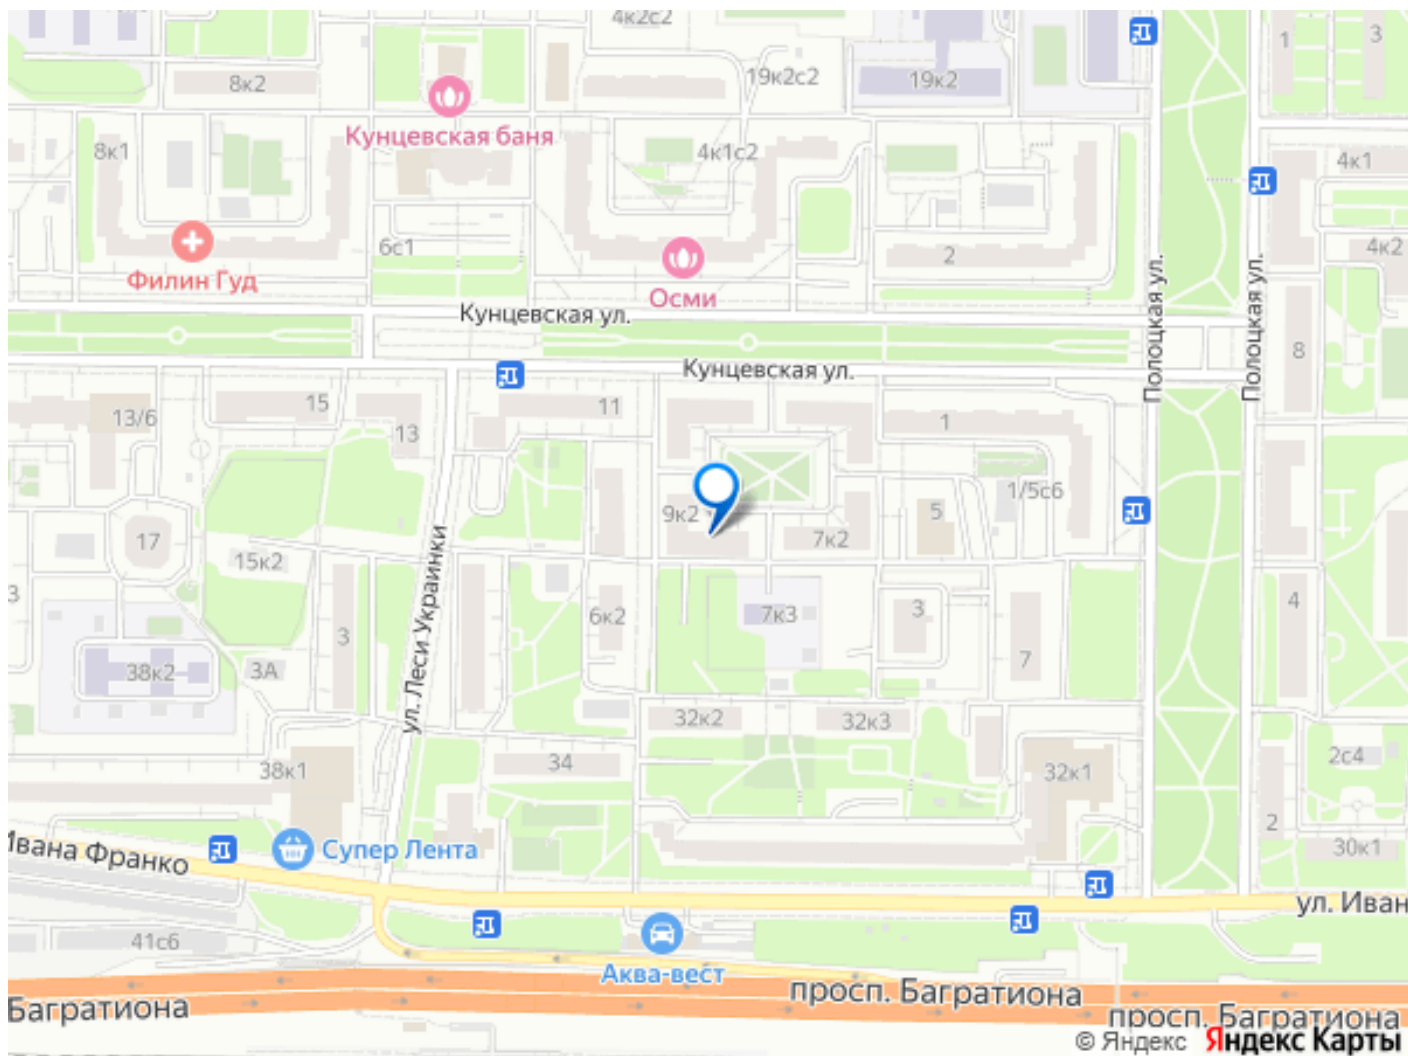 4к2с2
1
3
8к2
19к2с2
19к2
Кунцевская баня
8к1
4к1с2
4к1
6с1
2
4к2
Филин Гуд
Осми
Полоцкая ул.
Полоцкая ул.
Кунцевская ул.
Кунцевская ул.
8
13/6
15
13
11
1
9к2
1/5с6
5
17
15к2
7к2
ул. Леси Украинки
3
3
6к2
7к3
3
4
7
38к2
3А
32к2
32к3
38к1
34
32к1
2с4
2
30к1
Ивана Франко
Супер Лента
ул. Иван
41с6
Аква-вест
просп. Багратиона
Багратиона
просп. Багратиона
© Яндекс Яндекс Карты